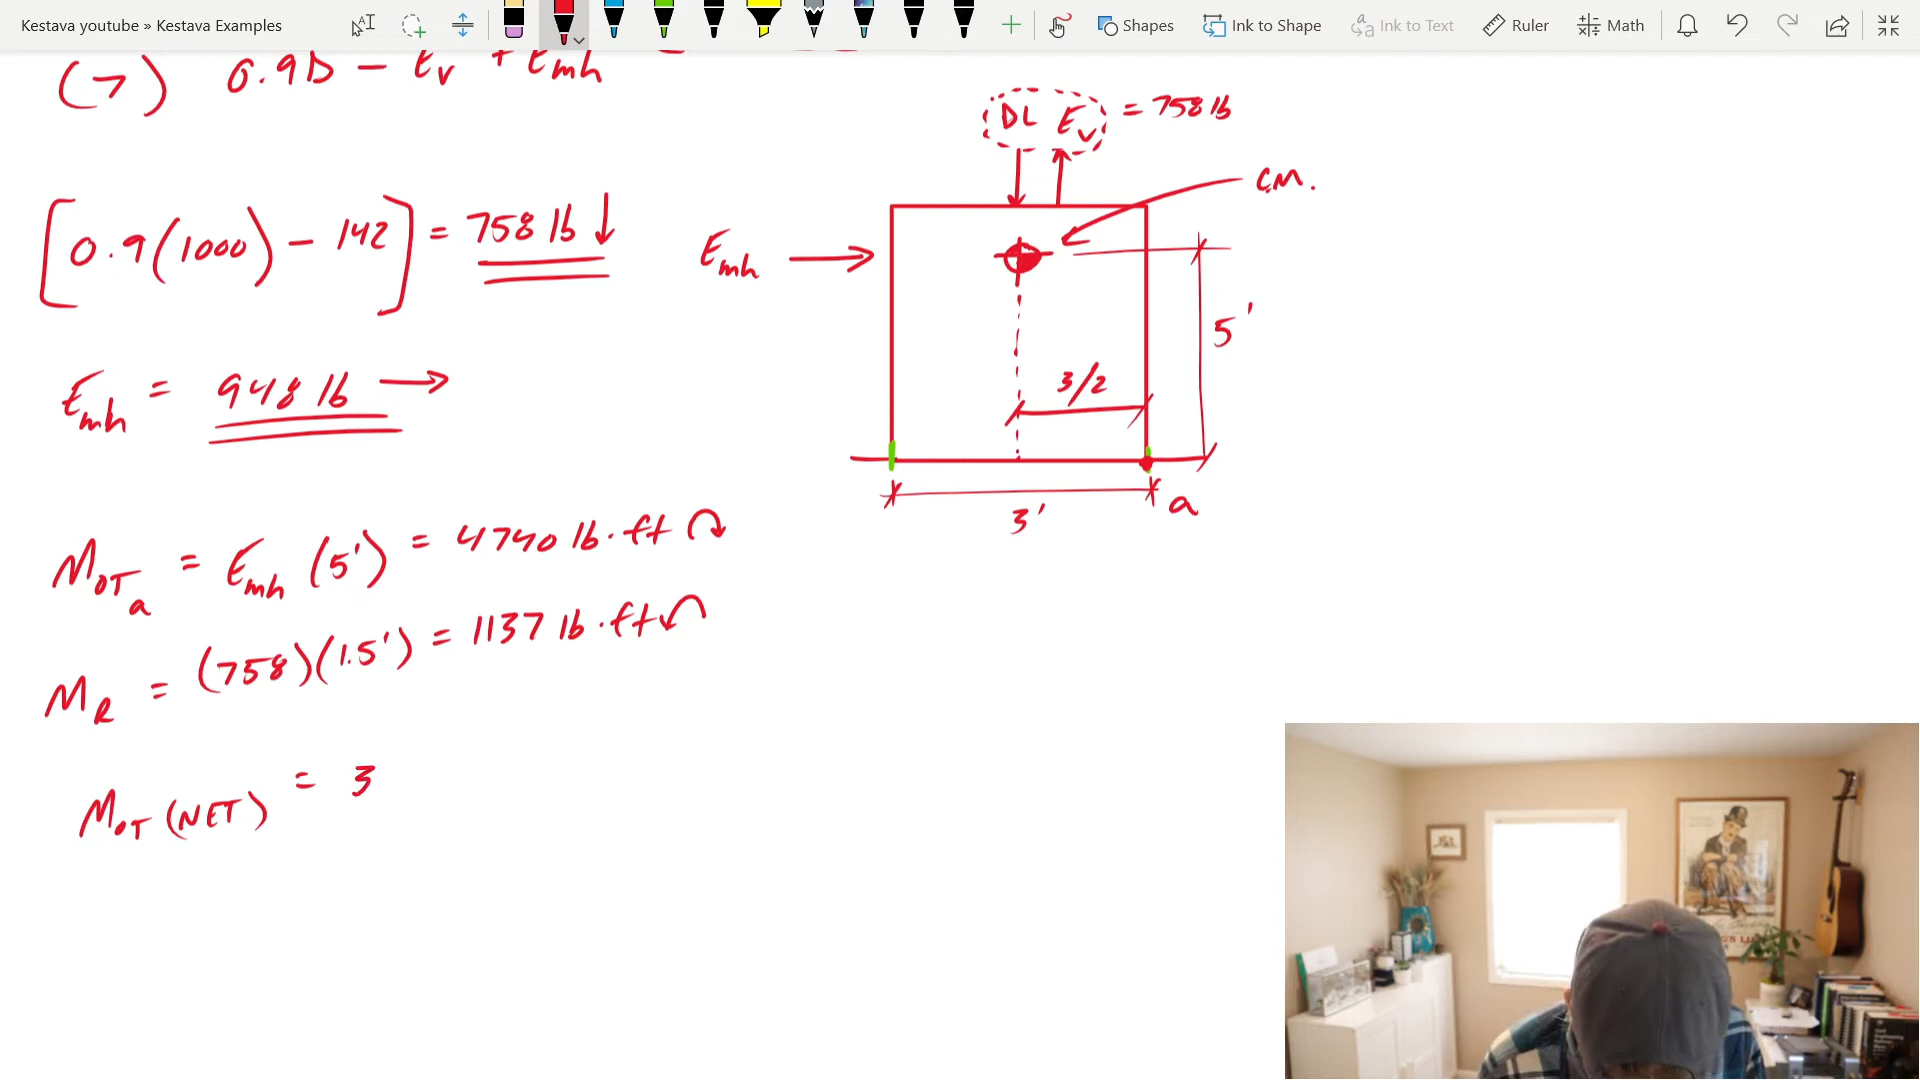 Kestava youtube » Kestava Examples
Shapes
Ink to Shape
Ink to Text
Ruler
Math
(7) 0.9D - Ev + Emh
DL Ev = 758 lb
C.M.
[0.9(1000) - 142] = 758 lb ↓
Emh →
5'
3/2
Emh = 948 lb →
3'
a
MOTa = Emh (5') = 4740 lb·ft ↷
MR = (758)(1.5') = 1137 lb·ft ↶
MOT (NET) = 3